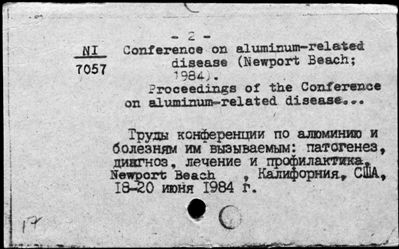 - 2 -
NI
7057
Conference on aluminum-related
disease (Newport Beach;
1984).
Proceedings of the Conference
on aluminum-related disease...
Труды конференции по алюминию и
болезням им вызываемым: патогенез,
диагноз, лечение и профилактика,
Newport Beach , Калифорния, США,
18-20 июня 1984 г.
17